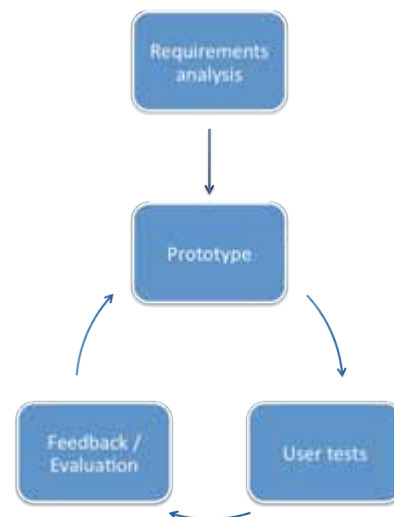 Requirements
analysis
Prototype
Feedback /
Evaluation
User tests